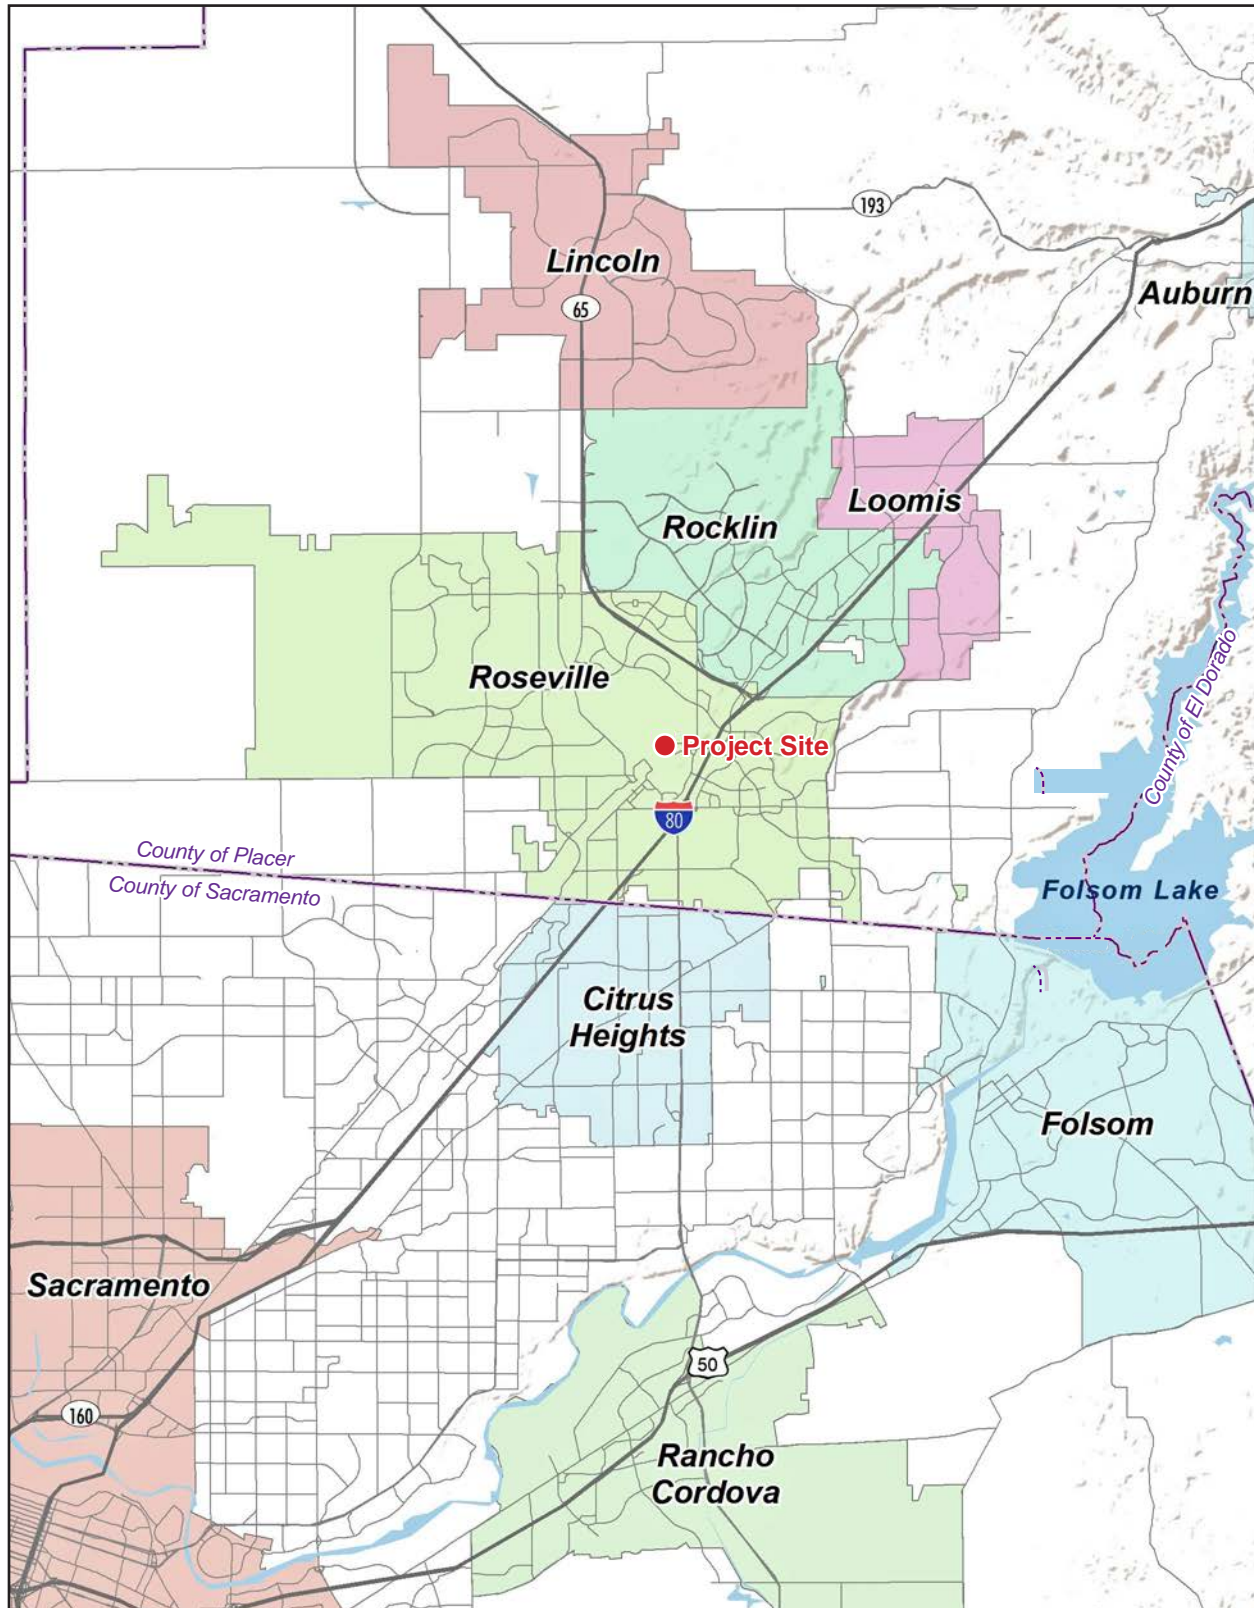 193
Lincoln
Auburn
65
Loomis
Rocklin
Roseville
County of El Dorado
Project Site
80
County of Placer
County of Sacramento
Folsom Lake
Citrus
Heights
Folsom
Sacramento
50
160
Rancho
Cordova